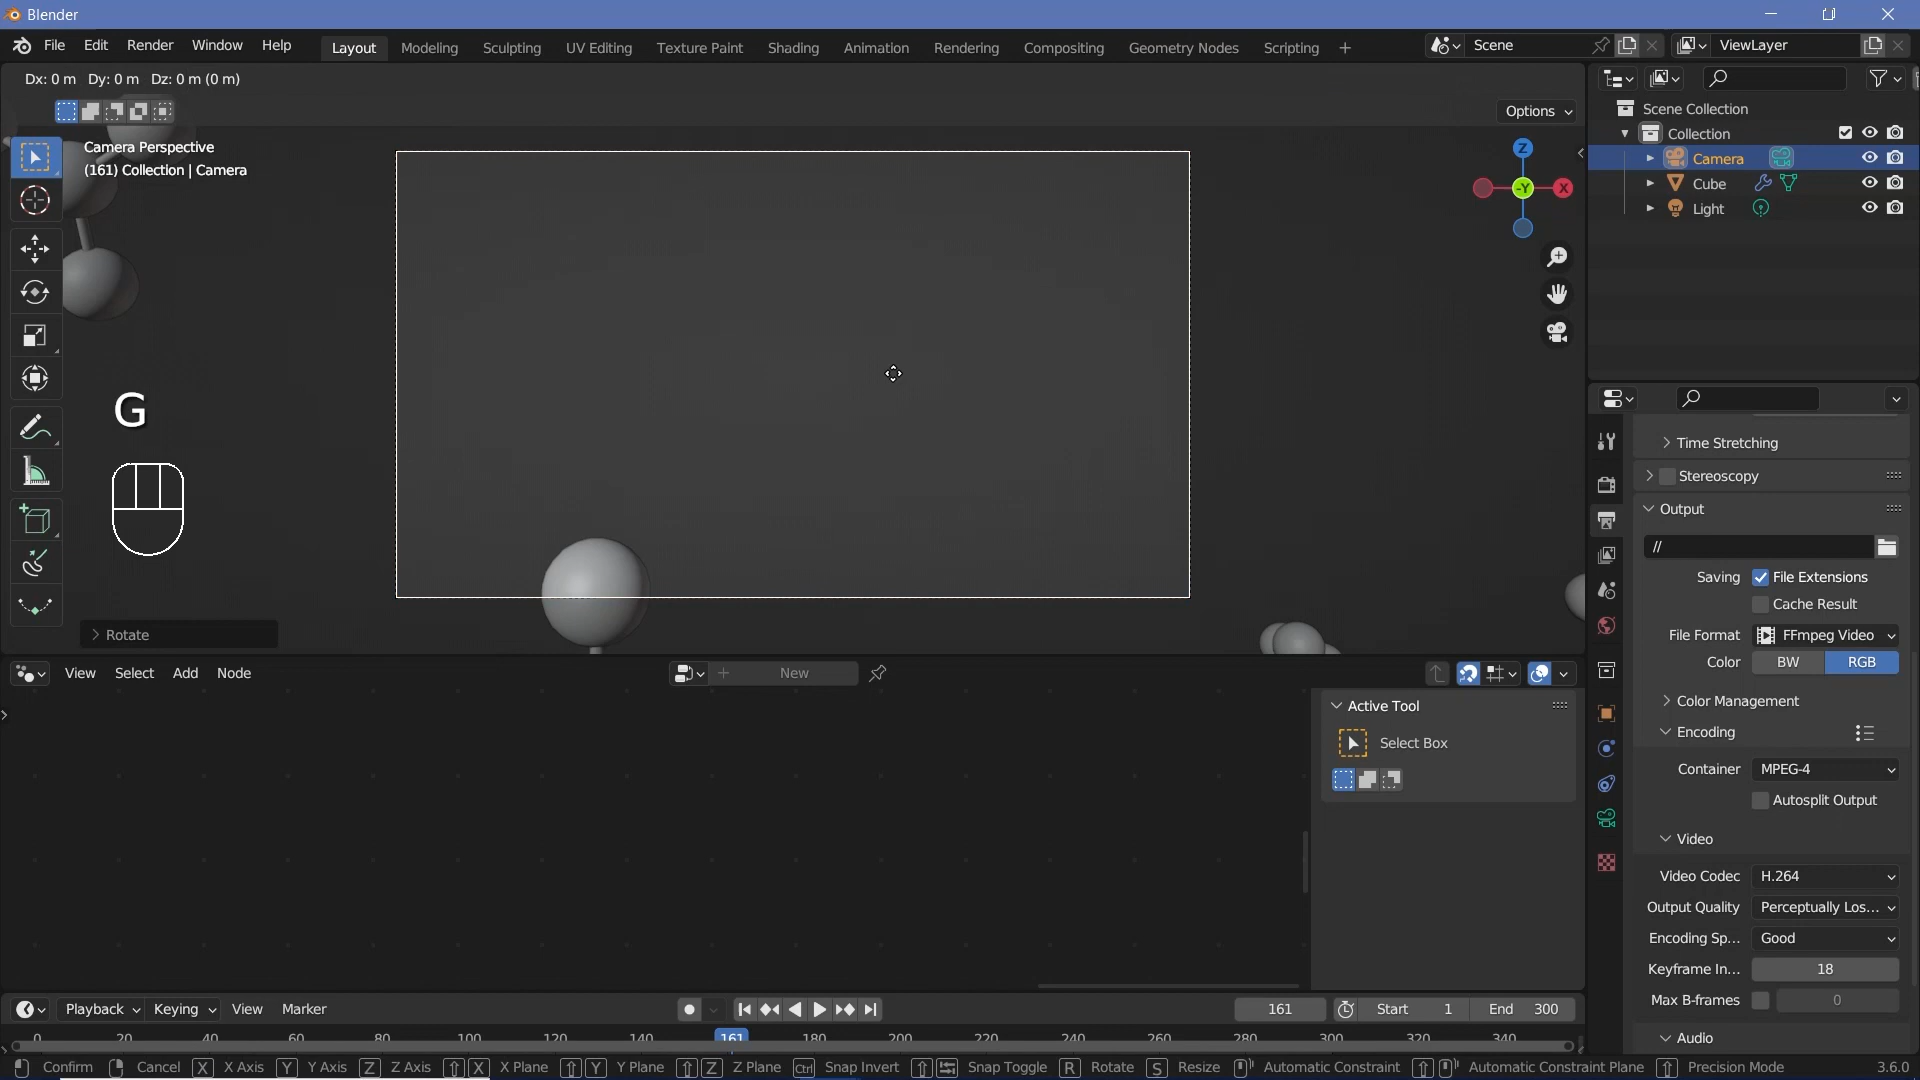 Blender
File Edit Render Window Help
Layout Modeling Sculpting UV Editing Texture Paint Shading Animation Rendering Compositing Geometry Nodes Scripting +
Scene
ViewLayer
Dx: 0 m Dy: 0 m Dz: 0 m (0 m)
Options
Camera Perspective
(161) Collection | Camera
Z
-Y
X
G
Rotate
Scene Collection
Collection
Camera
Cube
Light
Time Stretching
Stereoscopy
Output
//
Saving File Extensions
Cache Result
File Format FFmpeg Video
Color BW RGB
Color Management
Encoding
Container MPEG-4
Autosplit Output
Video
Video Codec H.264
Output Quality Perceptually Los...
Encoding Sp... Good
Keyframe In... 18
Max B-frames 0
Audio
View Select Add Node
New
Active Tool
Select Box
Playback Keying View Marker
161 Start 1 End 300
0 20 40 60 80 100 120 140 161 180 200 220 240 260 280 300 320 340
Confirm Cancel X X Axis Y Y Axis Z Z Axis X X Plane Y Y Plane Z Z Plane Ctrl Snap Invert Snap Toggle R Rotate S Resize Automatic Constraint Automatic Constraint Plane Precision Mode 3.6.0